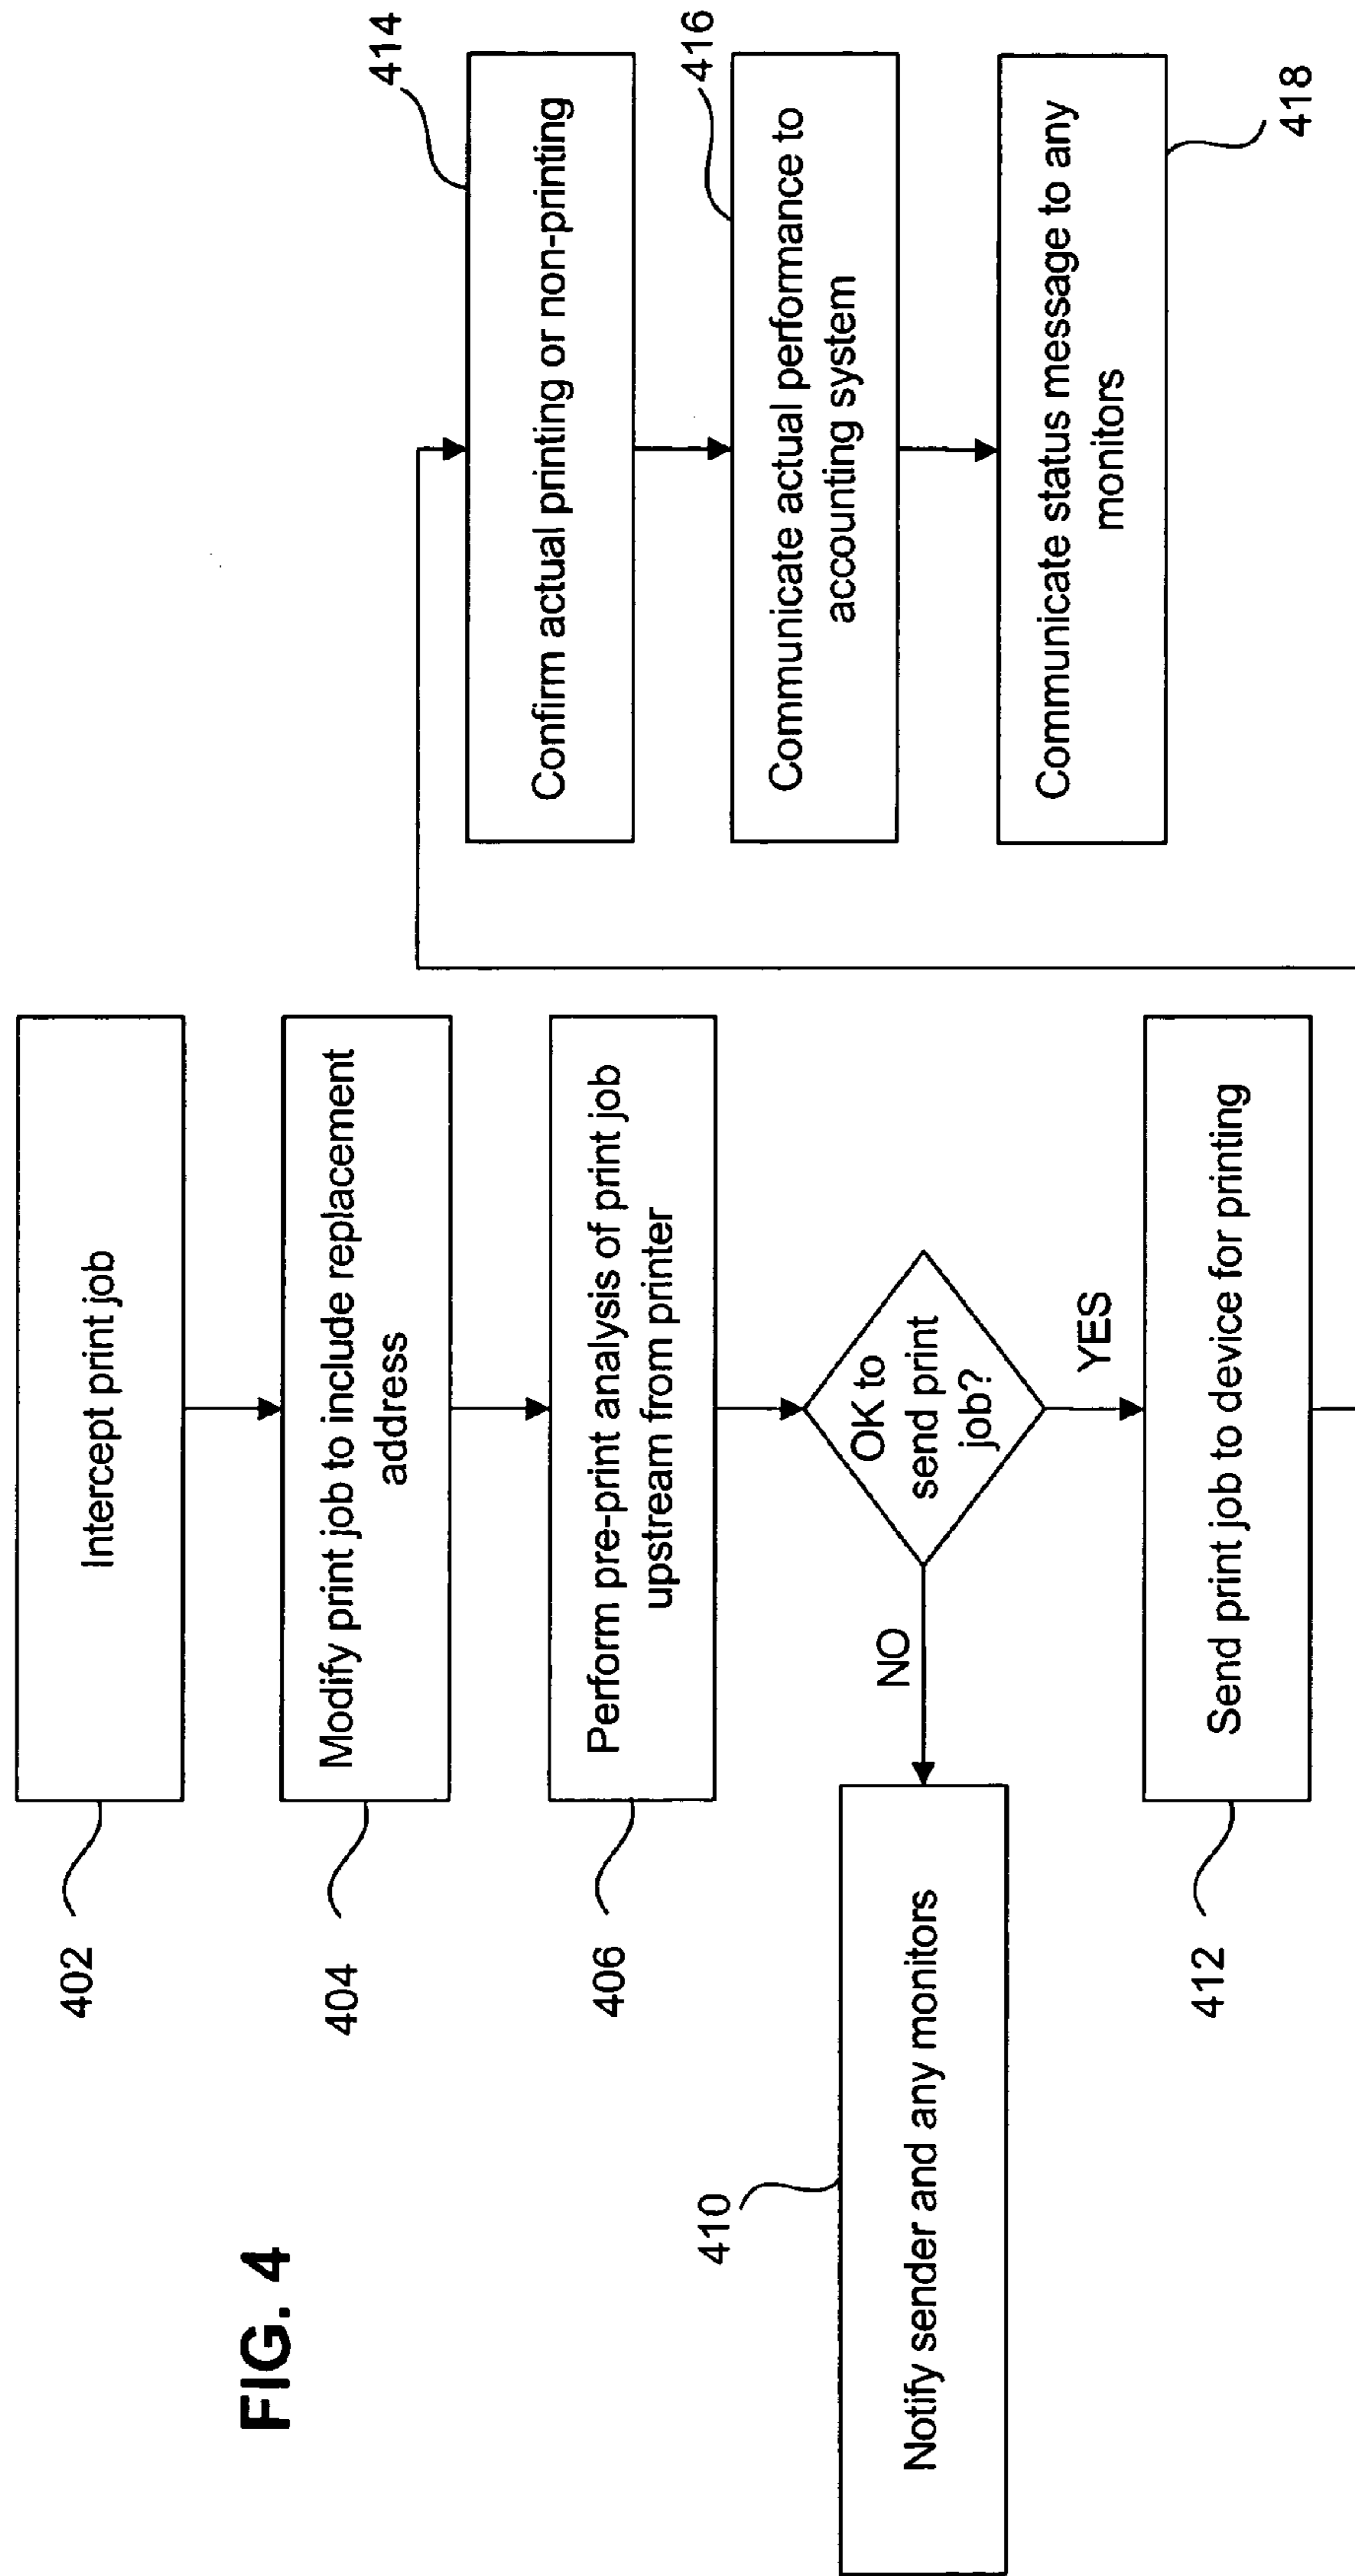 FIG. 4
402
Intercept print job
404
Modify print job to include replacement
address
406
Perform pre-print analysis of print job
upstream from printer
OK to
send print
job?
NO
YES
410
Notify sender and any monitors
412
Send print job to device for printing
414
Confirm actual printing or non-printing
416
Communicate actual performance to
accounting system
418
Communicate status message to any
monitors